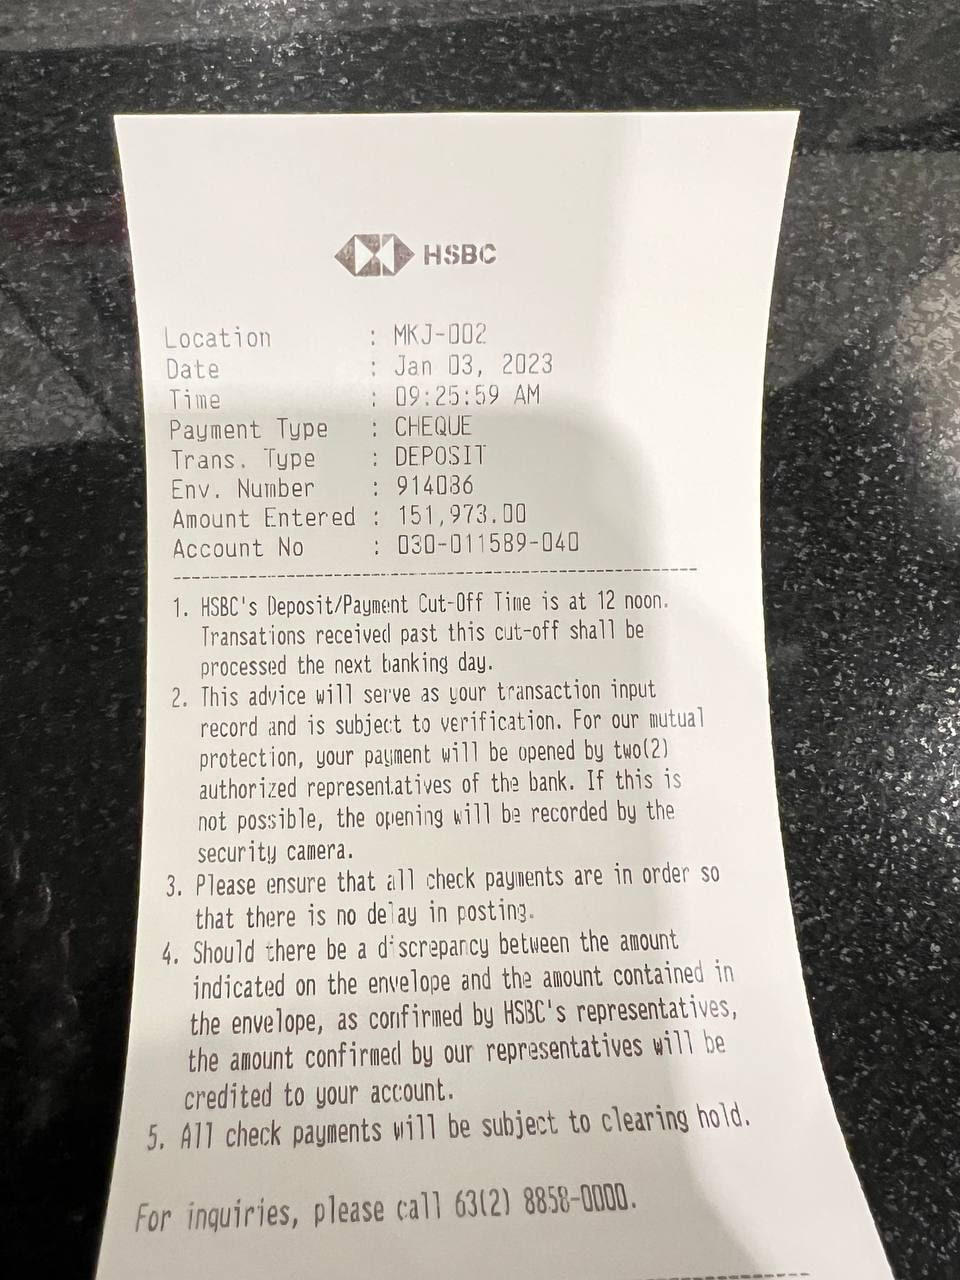 HSBC
Location : MKJ-002
Date : Jan 03, 2023
Time : 09:25:59 AM
Payment Type : CHEQUE
Trans. Type : DEPOSIT
Env. Number : 914086
Amount Entered : 151,973.00
Account No : 030-011589-040
1. HSBC's Deposit/Payment Cut-Off Time is at 12 noon.
Transations received past this cut-off shall be
processed the next banking day.
2. This advice will serve as your transaction input
record and is subject to verification. For our mutual
protection, your payment will be opened by two(2)
authorized representatives of the bank. If this is
not possible, the opening will be recorded by the
security camera.
3. Please ensure that all check payments are in order so
that there is no delay in posting.
4. Should there be a discrepancy between the amount
indicated on the envelope and the amount contained in
the envelope, as confirmed by HSBC's representatives,
the amount confirmed by our representatives will be
credited to your account.
5. All check payments will be subject to clearing hold.
For inquiries, please call 63(2) 8858-0000.